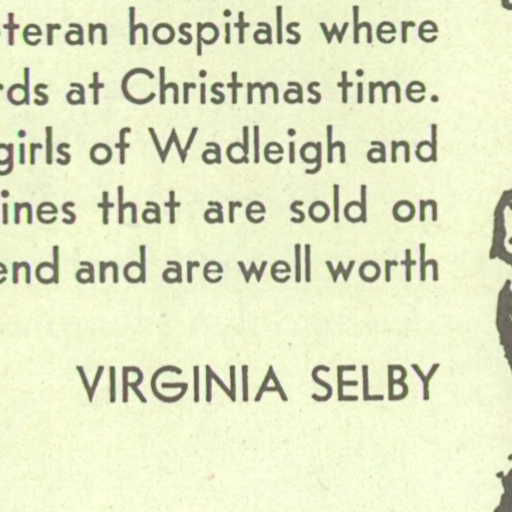 teran hospitals where
rds at Christmas time.
girls of Wadleigh and
ines that are sold on
end and are well worth
VIRGINIA SELBY